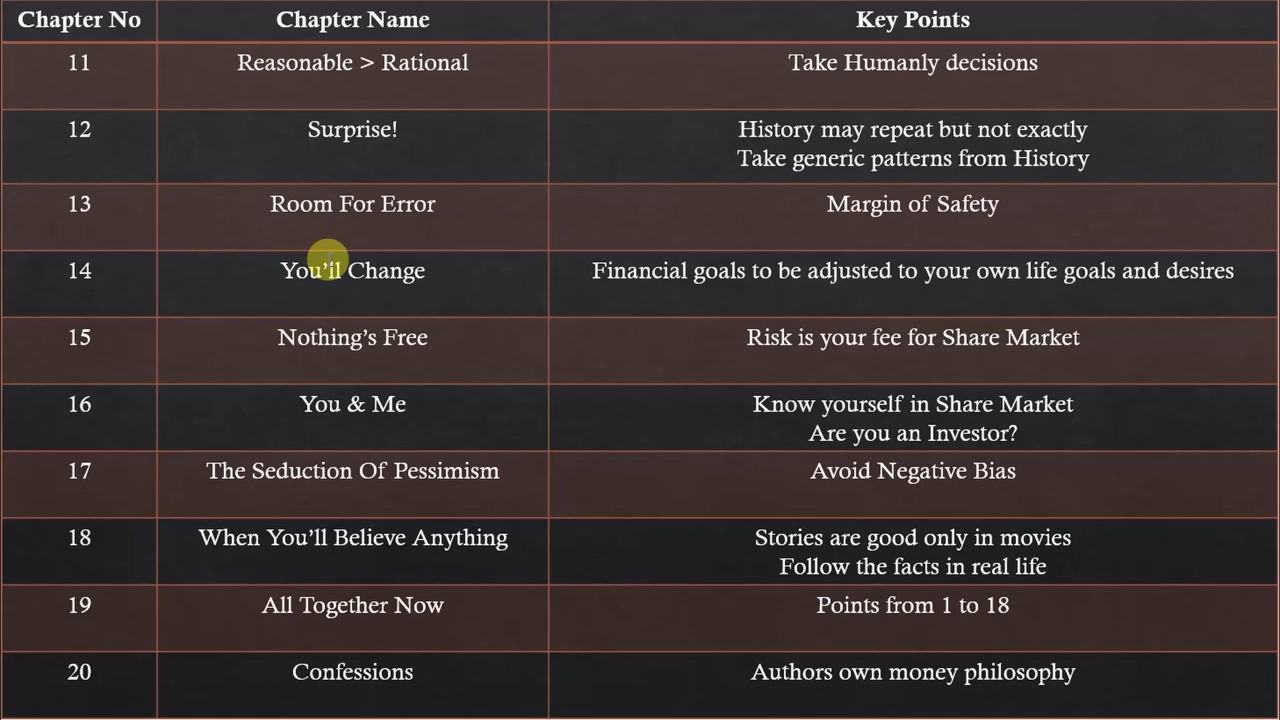 Chapter No Chapter Name Key Points
11 Reasonable > Rational Take Humanly decisions
12 Surprise! History may repeat but not exactly
Take generic patterns from History
13 Room For Error Margin of Safety
14 You'll Change Financial goals to be adjusted to your own life goals and desires
15 Nothing's Free Risk is your fee for Share Market
16 You & Me Know yourself in Share Market
Are you an Investor?
17 The Seduction Of Pessimism Avoid Negative Bias
18 When You'll Believe Anything Stories are good only in movies
Follow the facts in real life
19 All Together Now Points from 1 to 18
20 Confessions Authors own money philosophy